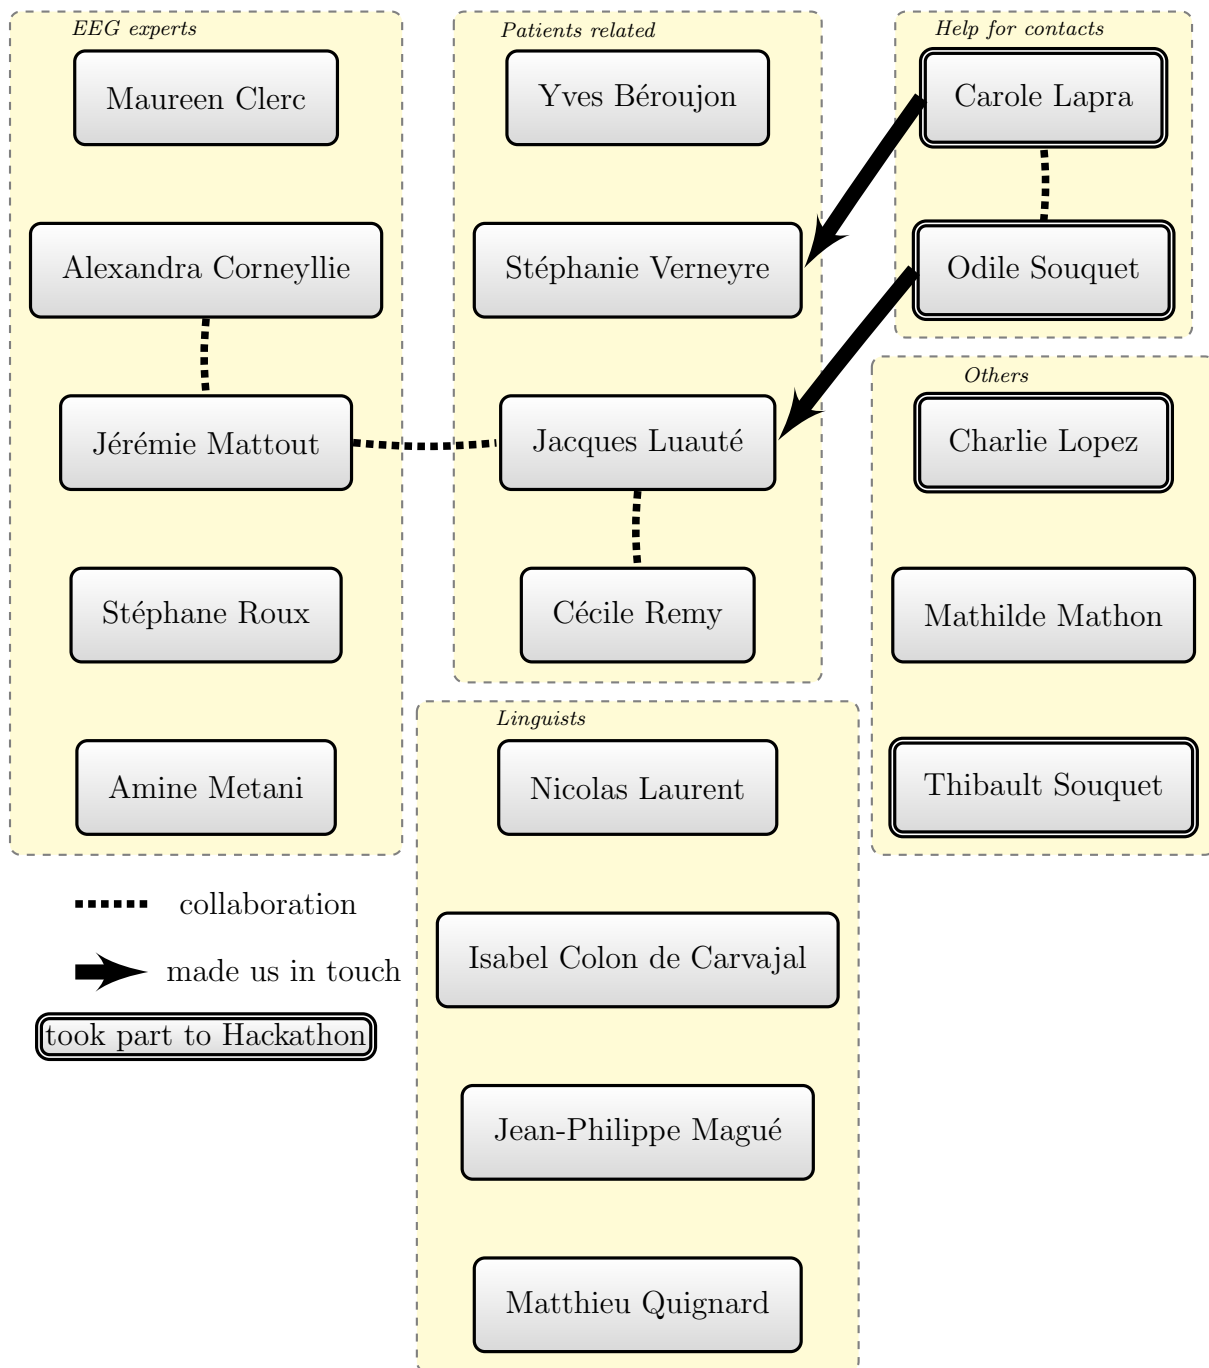 EEG experts
Maureen Clerc
Alexandra Corneyllie
Jérémie Mattout
Stéphane Roux
Amine Metani
Patients related
Yves Béroujon
Stéphanie Verneyre
Jacques Luauté
Cécile Remy
Help for contacts
Carole Lapra
Odile Souquet
Others
Charlie Lopez
Mathilde Mathon
Thibault Souquet
Linguists
Nicolas Laurent
Isabel Colon de Carvajal
Jean-Philippe Magué
Matthieu Quignard
collaboration
made us in touch
took part to Hackathon